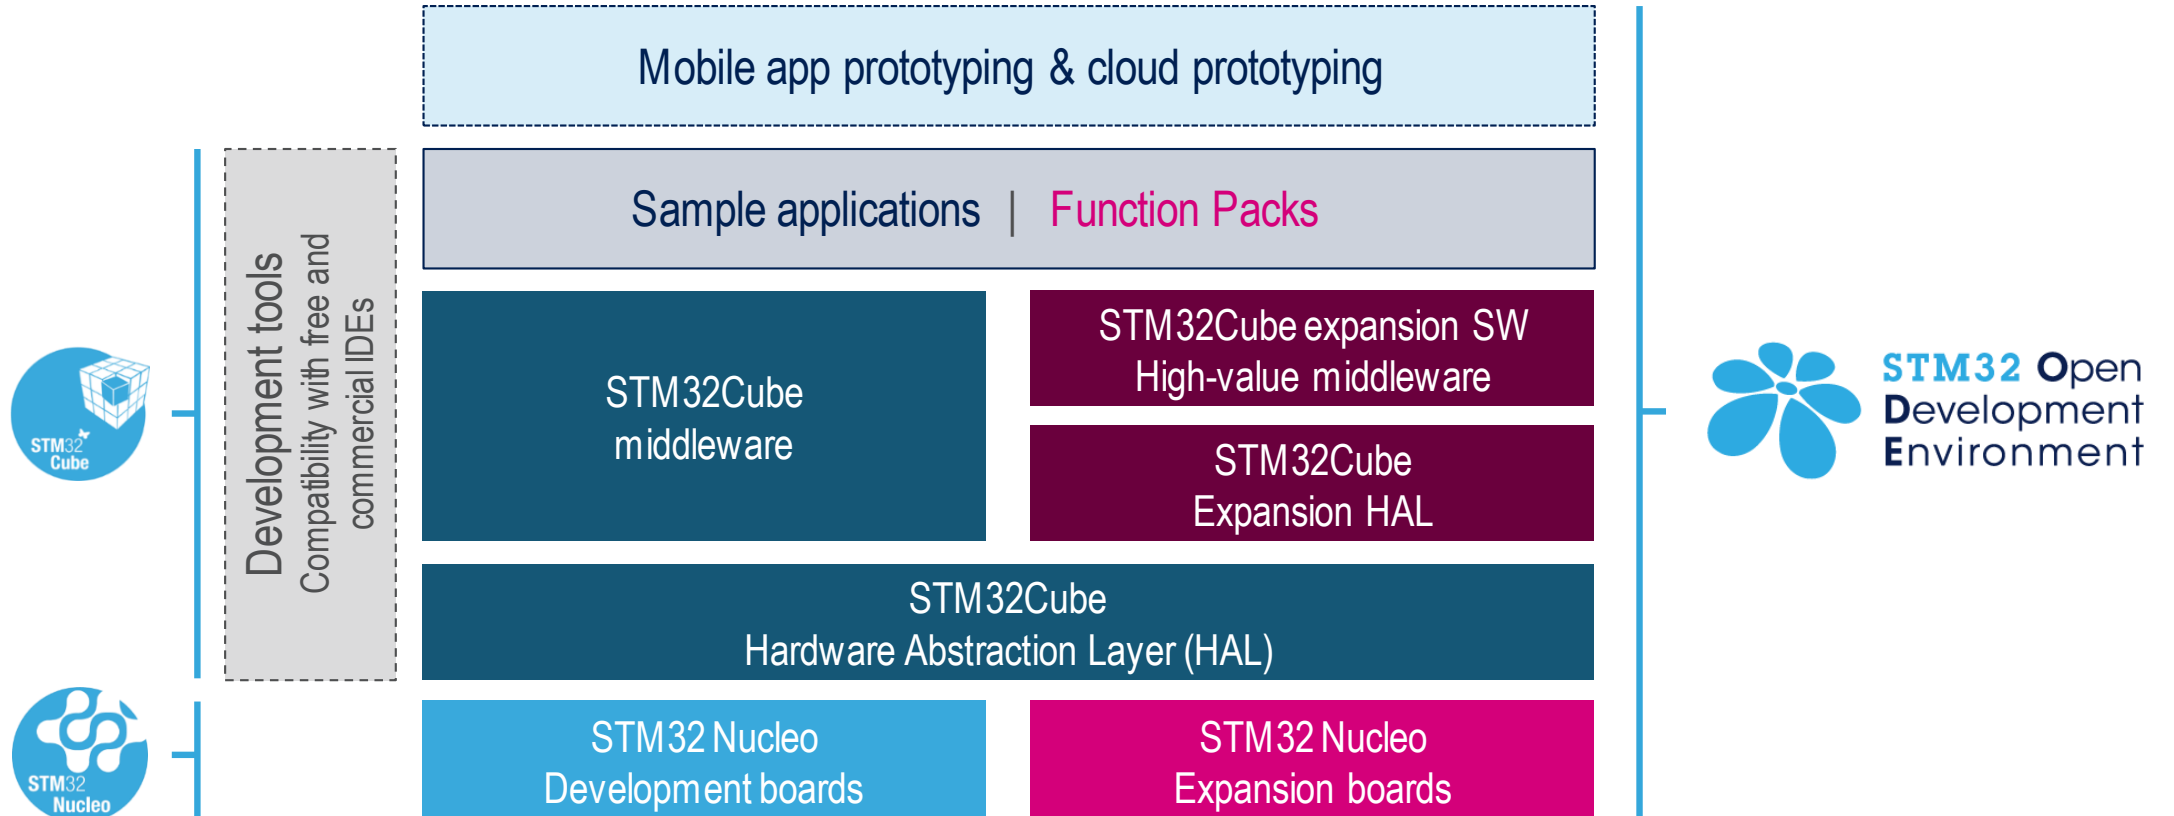 Mobile app prototyping & cloud prototyping
Sample applications | Function Packs
Development tools
Compatibility with free and
commercial IDEs
STM32Cube
middleware
STM32Cube expansion SW
High-value middleware
STM32Cube
Expansion HAL
STM32Cube
Hardware Abstraction Layer (HAL)
STM32 Nucleo
Development boards
STM32 Nucleo
Expansion boards
STM32
Cube
STM32
Nucleo
STM32 Open
Development
Environment